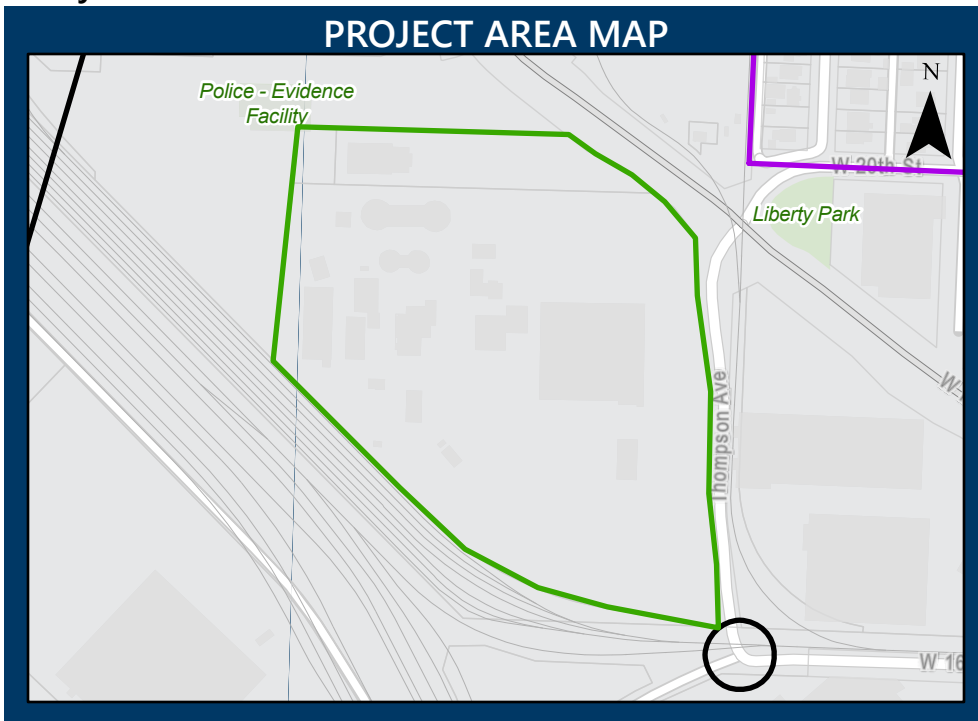 PROJECT AREA MAP
Police - Evidence
Facility
N
W 20th St
Liberty Park
Thompson Ave
W 16